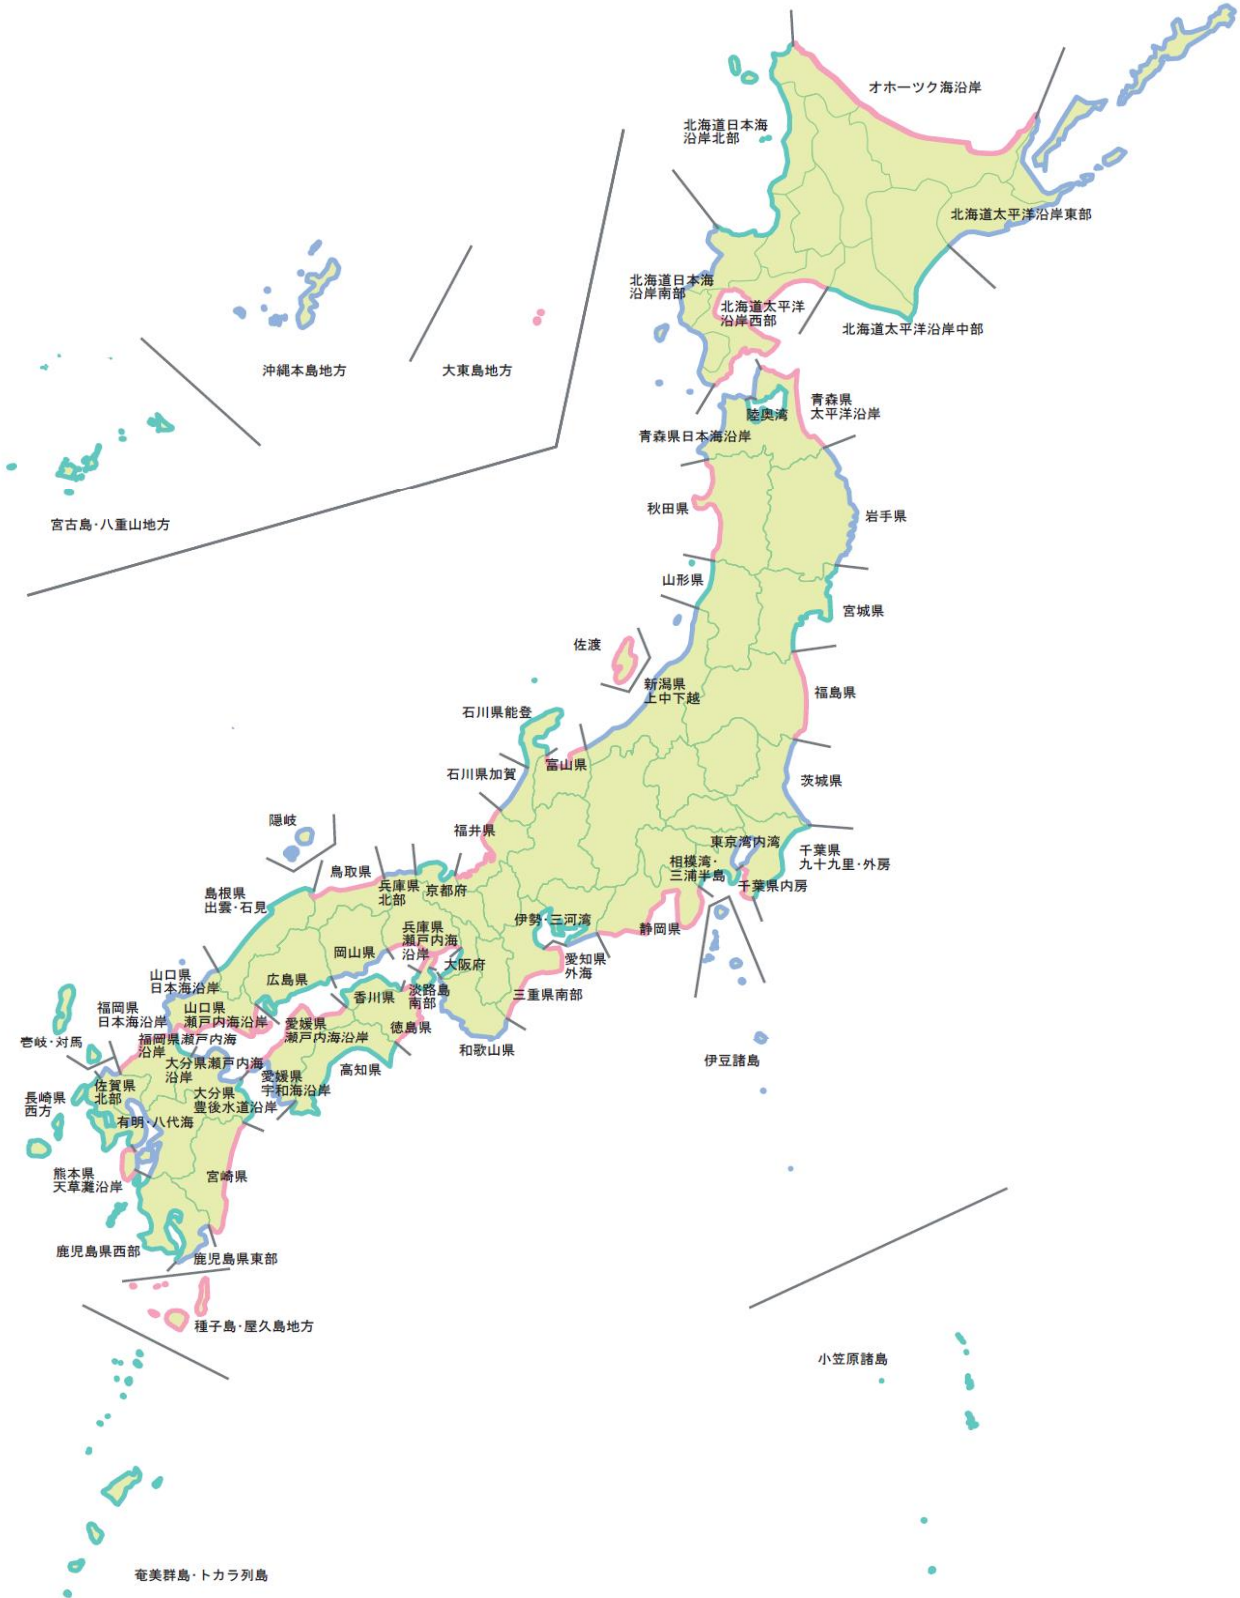 オホーツク海沿岸
北海道日本海
沿岸北部
北海道太平洋沿岸東部
北海道日本海
沿岸南部
北海道太平洋
沿岸西部
北海道太平洋沿岸中部
沖縄本島地方
大東島地方
宮古島・八重山地方
陸奥湾
青森県
太平洋沿岸
青森県日本海沿岸
秋田県
岩手県
山形県
宮城県
佐渡
新潟県
上中下越
福島県
石川県能登
富山県
石川県加賀
茨城県
隠岐
福井県
東京湾内湾
千葉県
九十九里・外房
相模湾・
三浦半島
千葉県内房
鳥取県
兵庫県
北部
京都府
島根県
出雲・石見
伊勢・三河湾
静岡県
兵庫県
瀬戸内海
沿岸
岡山県
大阪府
愛知県
外海
山口県
日本海沿岸
広島県
香川県
淡路島
南部
三重県南部
福岡県
日本海沿岸
山口県
瀬戸内海沿岸
愛媛県
瀬戸内海沿岸
徳島県
壱岐・対馬
福岡県瀬戸内海
沿岸
和歌山県
伊豆諸島
大分県瀬戸内海
沿岸
高知県
愛媛県
宇和海沿岸
佐賀県
北部
長崎県
西方
大分県
豊後水道沿岸
有明・八代海
熊本県
天草灘沿岸
宮崎県
鹿児島県西部
鹿児島県東部
種子島・屋久島地方
小笠原諸島
奄美群島・トカラ列島